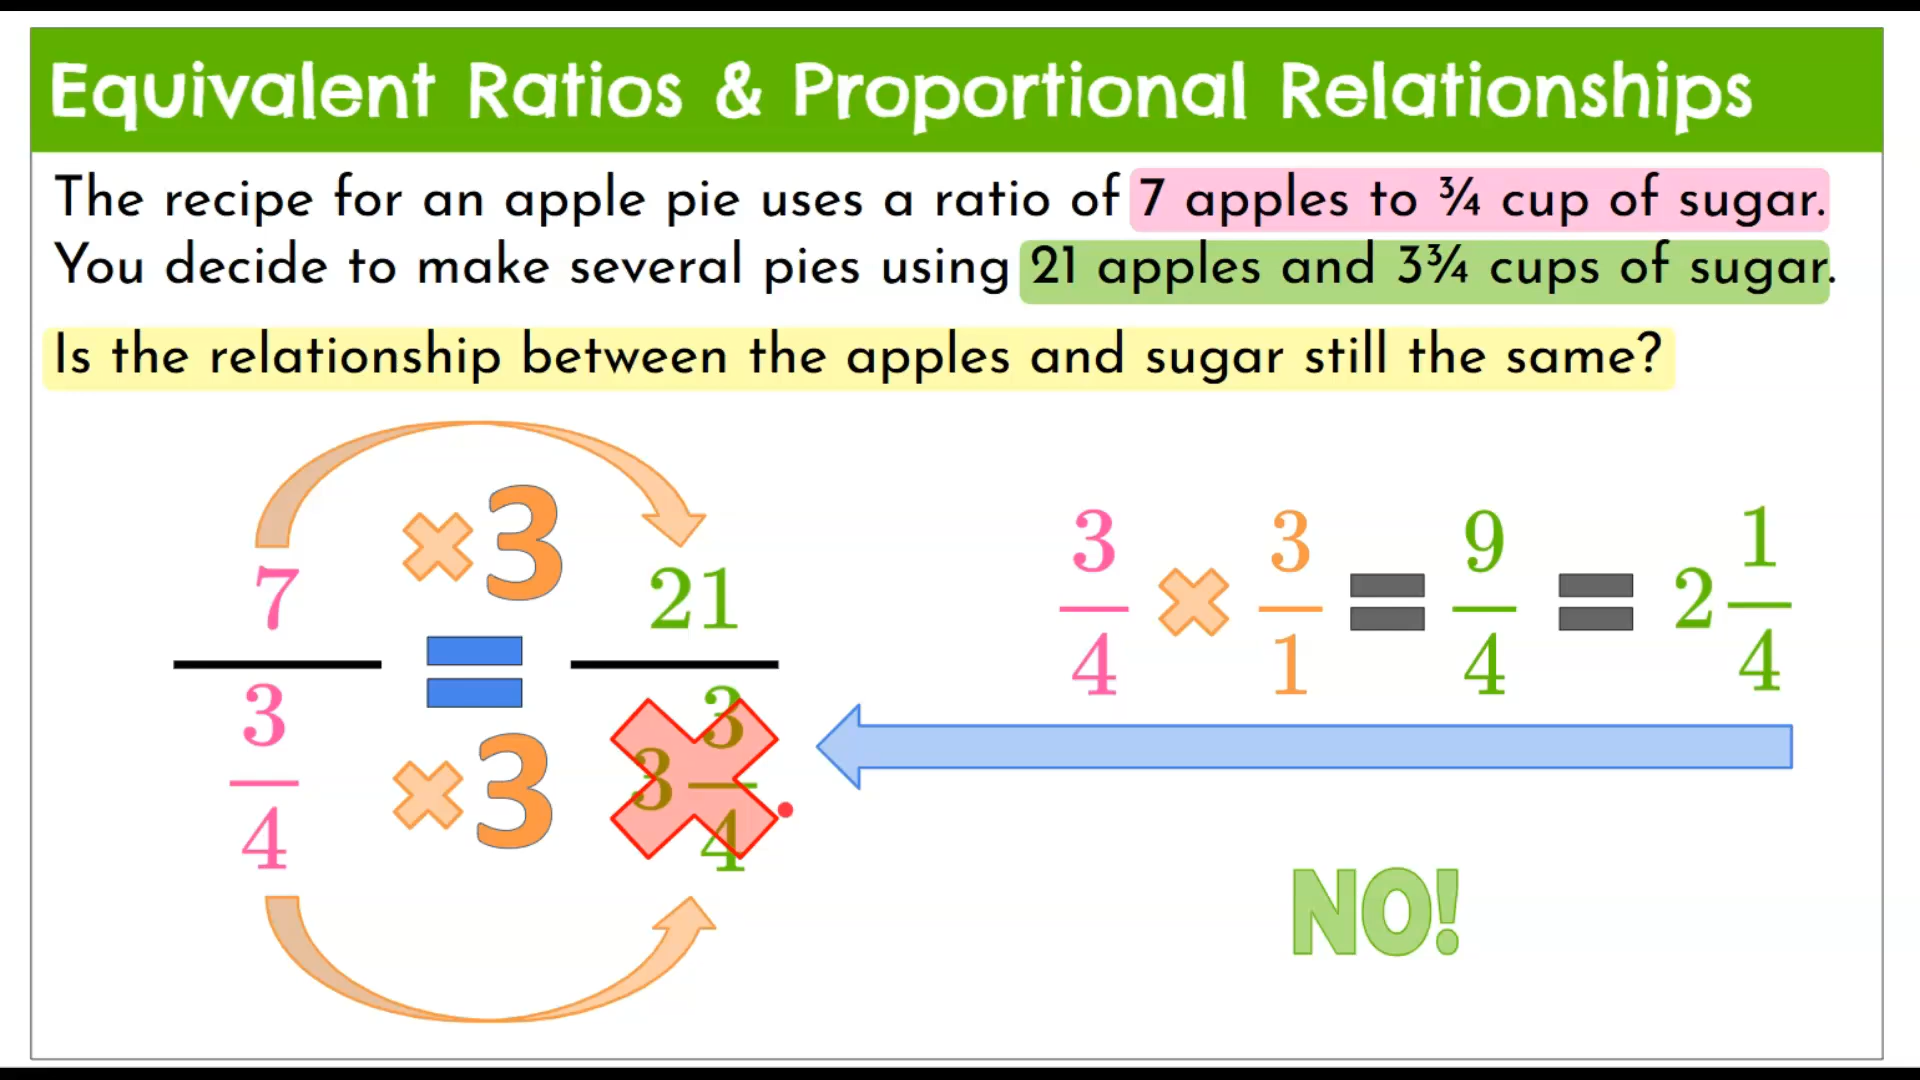 Equivalent Ratios & Proportional Relationships
The recipe for an apple pie uses a ratio of 7 apples to ¾ cup of sugar.
You decide to make several pies using 21 apples and 3¾ cups of sugar.
Is the relationship between the apples and sugar still the same?
×3
7/(3/4) = 21/(3 3/4)
×3
3/4 × 3/1 = 9/4 = 2 1/4
NO!